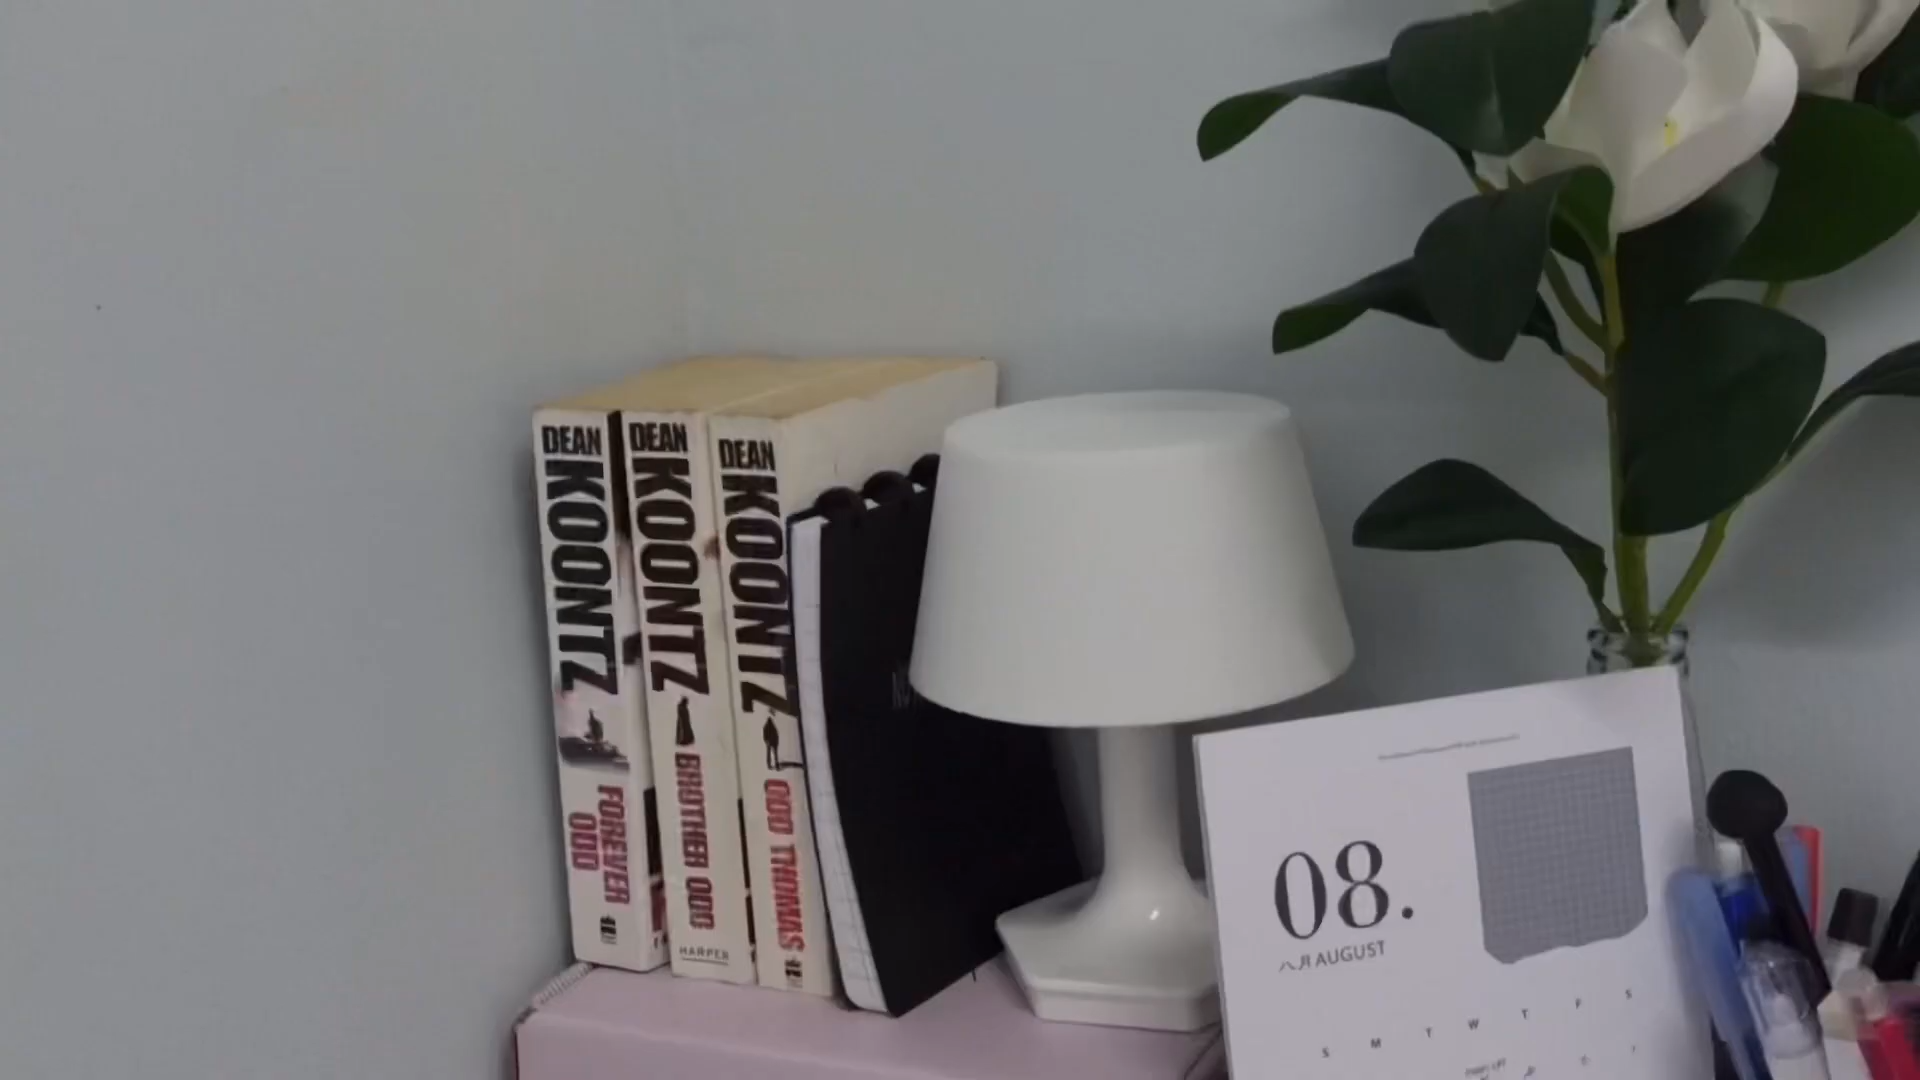 DEAN
KOONTZ
FOREVER
ODD
DEAN
KOONTZ
BROTHER ODD
HARPER
DEAN
KOONTZ
ODD THOMAS
08.
八月 AUGUST
S M T W T F S